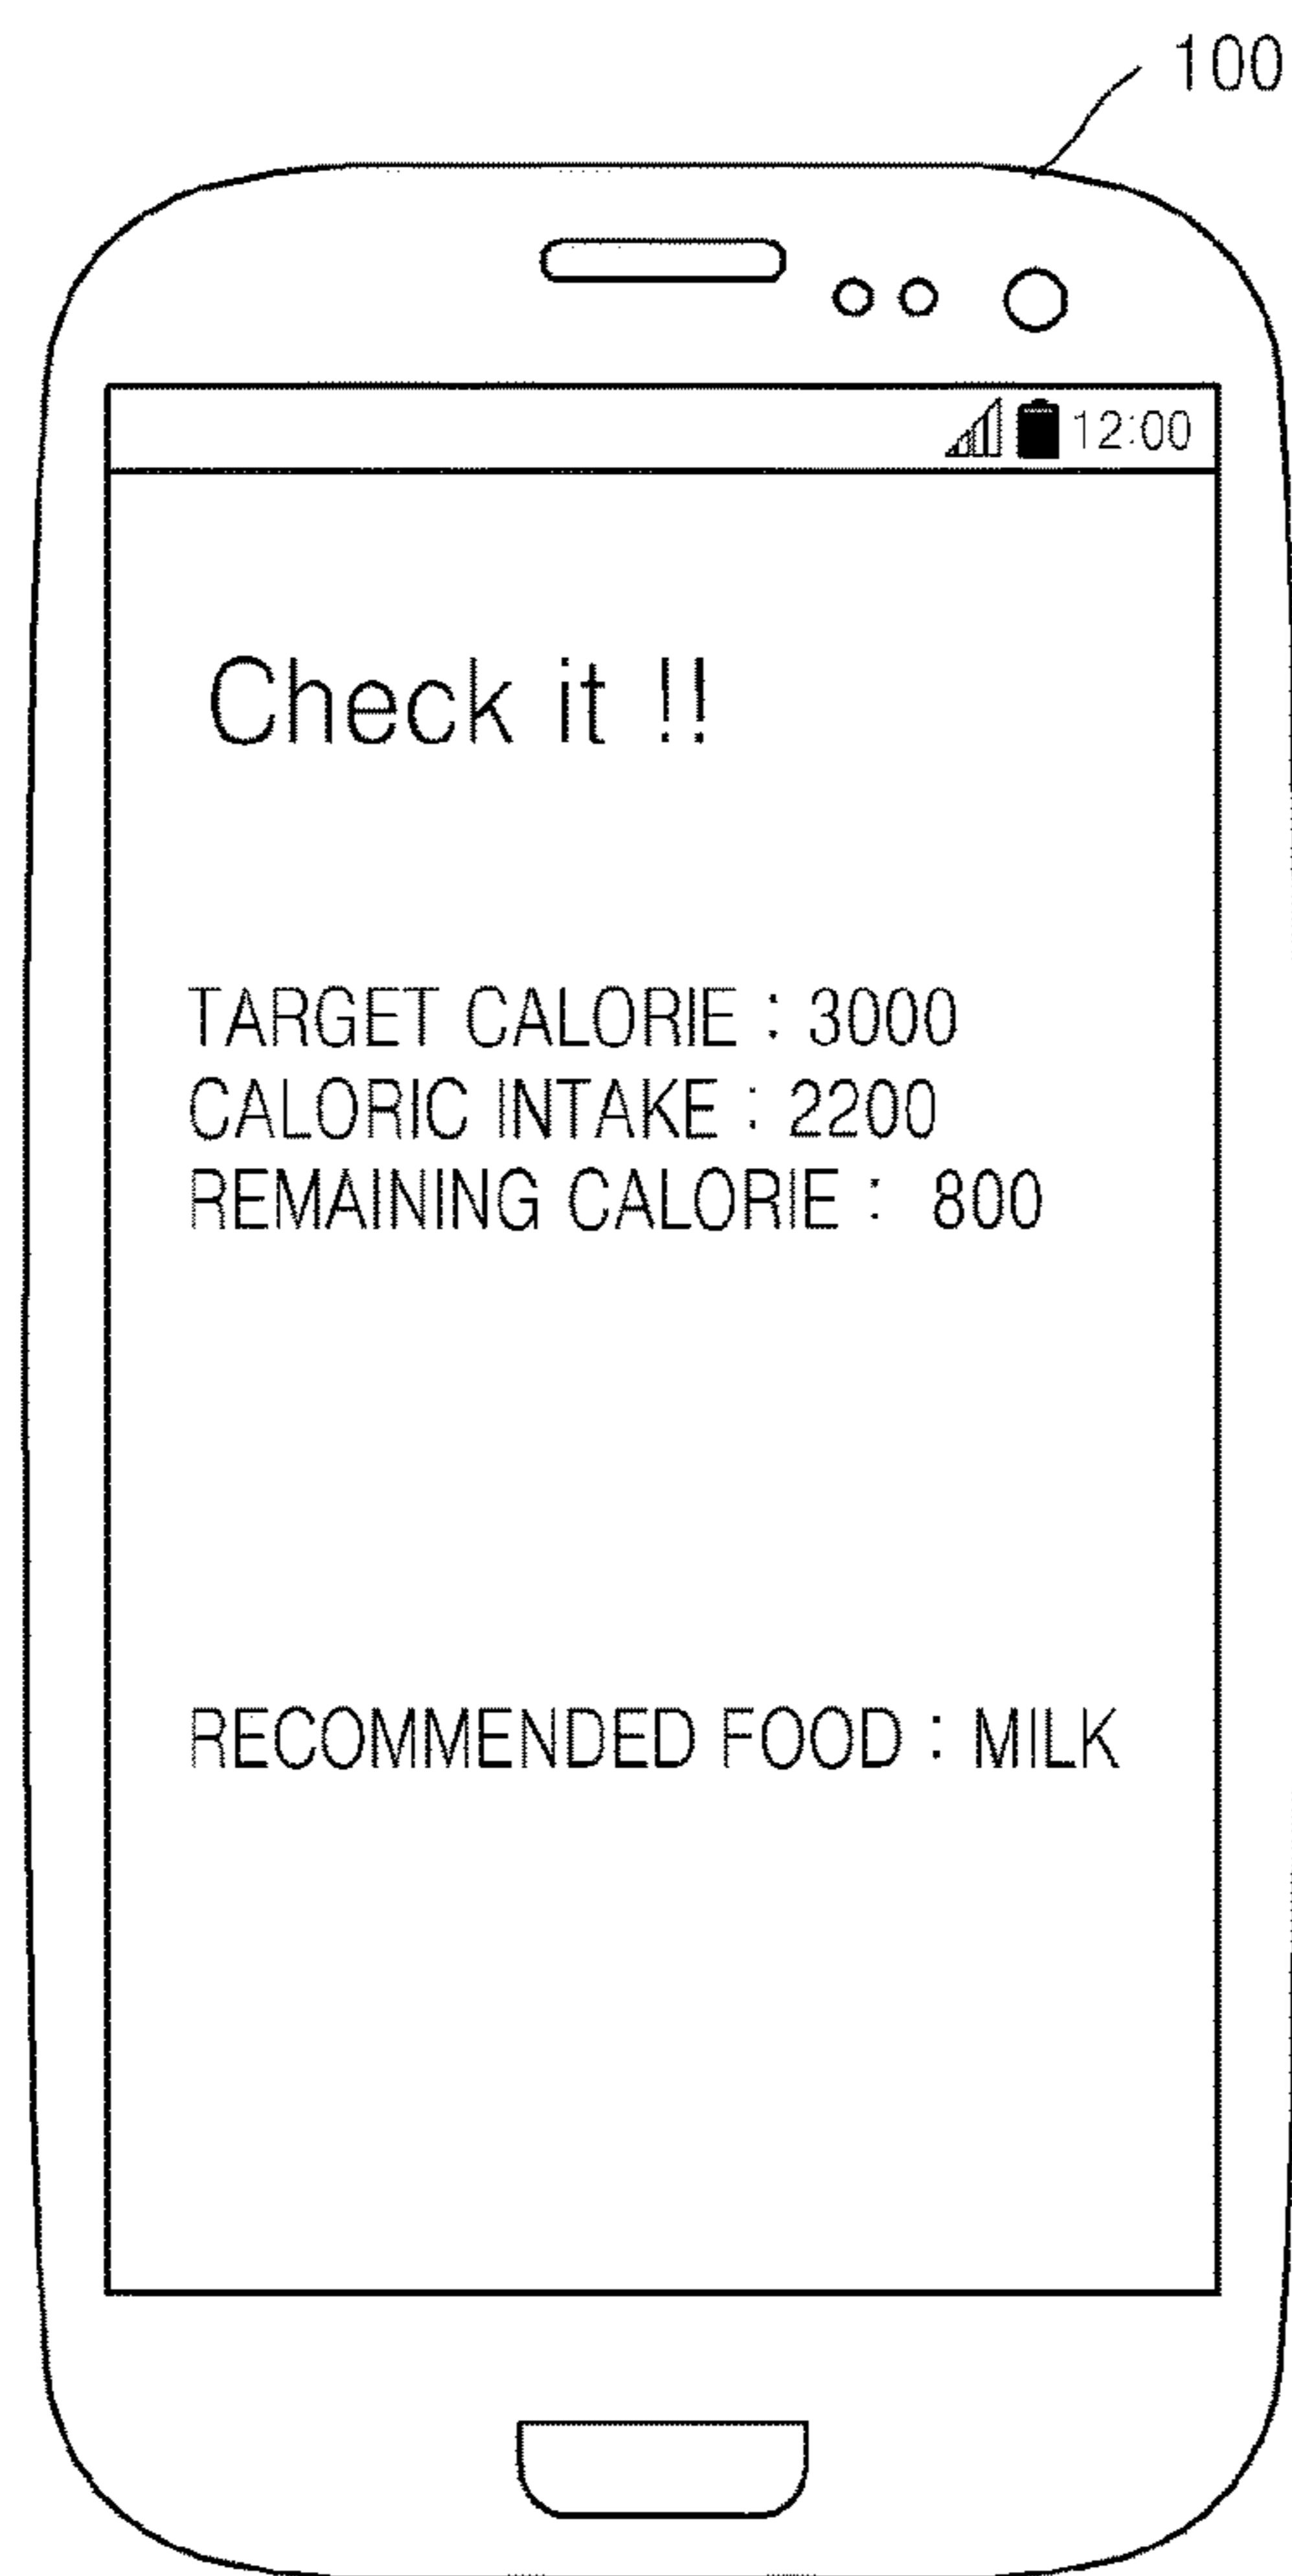 100
12:00
Check it !!
TARGET CALORIE : 3000
CALORIC INTAKE : 2200
REMAINING CALORIE : 800
RECOMMENDED FOOD : MILK